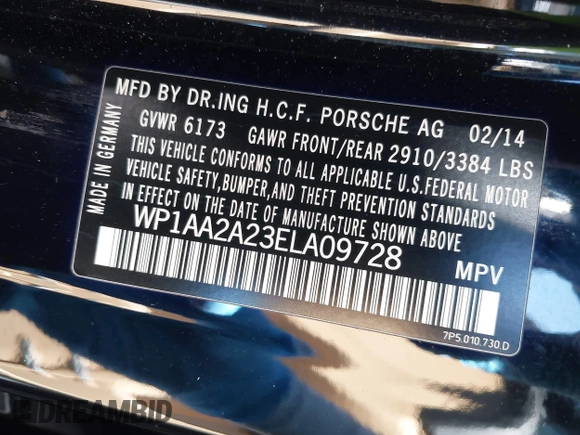 MFD BY DR.ING H.C.F. PORSCHE AG 02/14
GVWR 6173 GAWR FRONT/REAR 2910/3384 LBS
THIS VEHICLE CONFORMS TO ALL APPLICABLE U.S.FEDERAL MOTOR
VEHICLE SAFETY,BUMPER,AND THEFT PREVENTION STANDARDS
IN EFFECT ON THE DATE OF MANUFACTURE SHOWN ABOVE
WP1AA2A23ELA09728 MPV
MADE IN GERMANY
7P5.010.730.D
DREAMBID